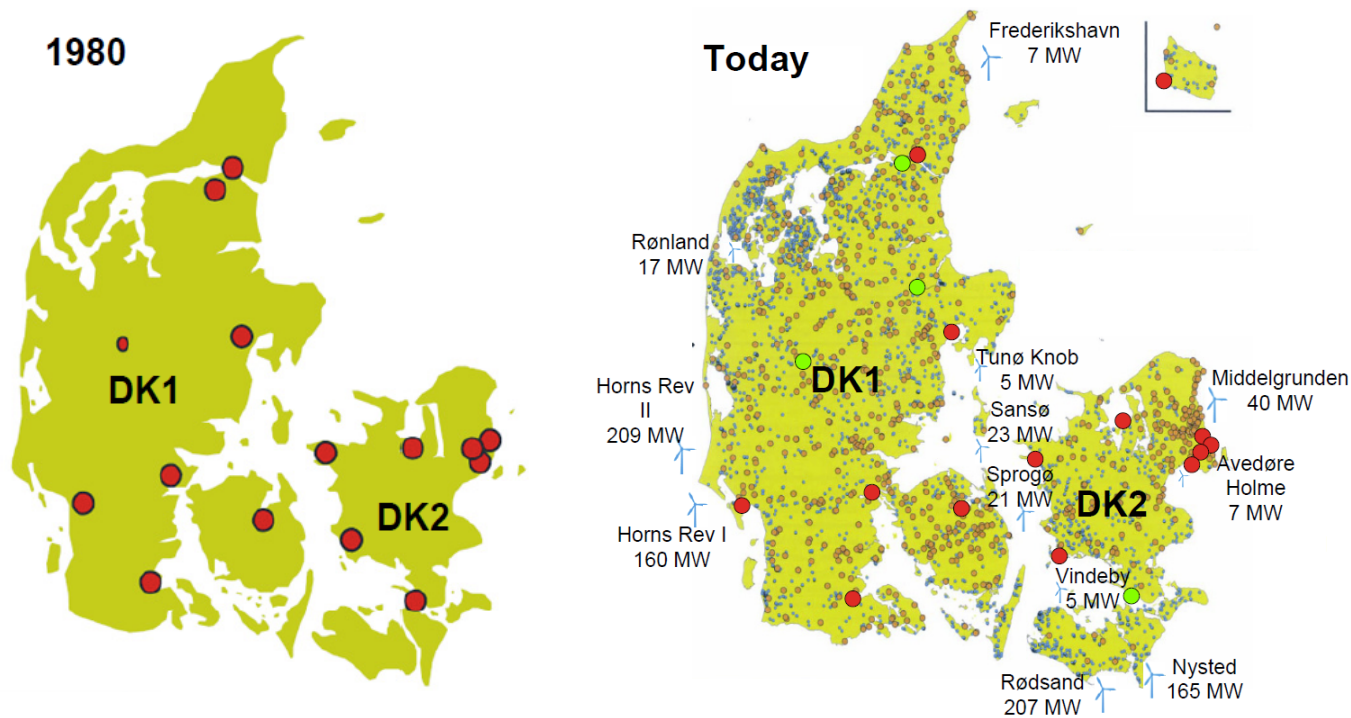 1980
DK1
DK2
Today
Frederikshavn
7 MW
Rønland
17 MW
DK1
Tunø Knob
5 MW
Horns Rev
II
209 MW
Sansø
23 MW
Middelgrunden
40 MW
Sprogø
21 MW
DK2
Avedøre
Holme
7 MW
Horns Rev I
160 MW
Vindeby
5 MW
Rødsand
207 MW
Nysted
165 MW